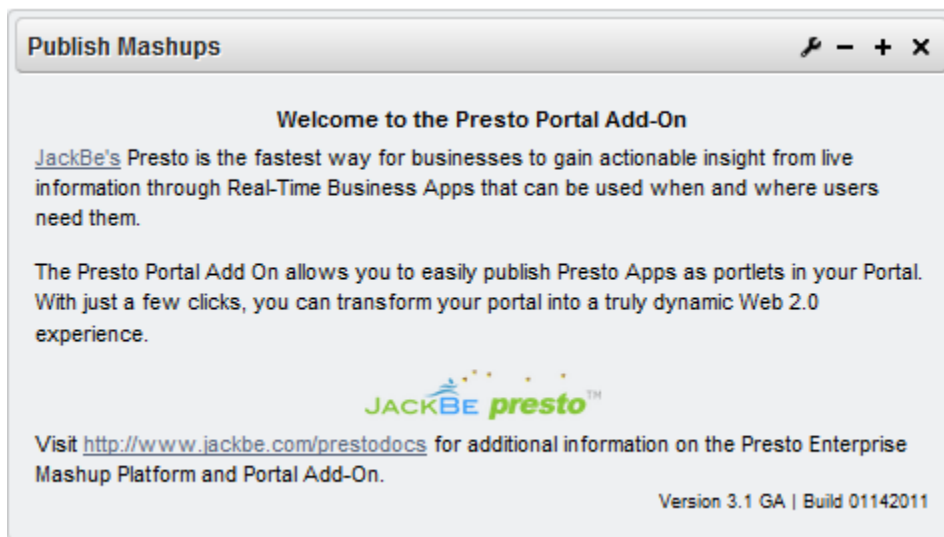 Publish Mashups
Welcome to the Presto Portal Add-On
JackBe's Presto is the fastest way for businesses to gain actionable insight from live
information through Real-Time Business Apps that can be used when and where users
need them.
The Presto Portal Add On allows you to easily publish Presto Apps as portlets in your Portal.
With just a few clicks, you can transform your portal into a truly dynamic Web 2.0
experience.
JACKBE presto™
Visit http://www.jackbe.com/prestodocs for additional information on the Presto Enterprise
Mashup Platform and Portal Add-On.
Version 3.1 GA | Build 01142011